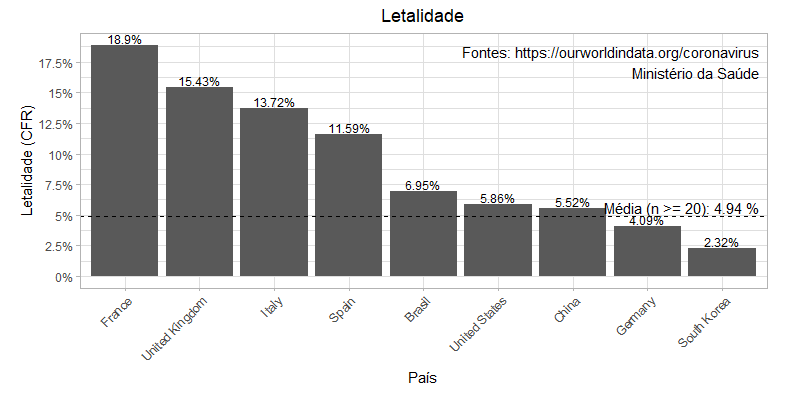 Letalidade
Fontes: https://ourworldindata.org/coronavirus
Ministério da Saúde
Letalidade (CFR)
17.5%
15%
12.5%
10%
7.5%
5%
2.5%
0%
18.9%
15.43%
13.72%
11.59%
6.95%
5.86%
5.52%
4.09%
2.32%
Média (n >= 20): 4.94 %
France
United Kingdom
Italy
Spain
Brasil
United States
China
Germany
South Korea
País